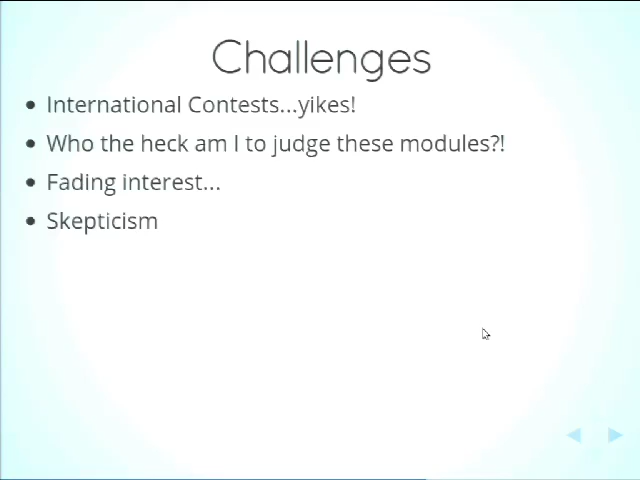 Challenges
International Contests...yikes!
Who the heck am I to judge these modules?!
Fading interest...
Skepticism